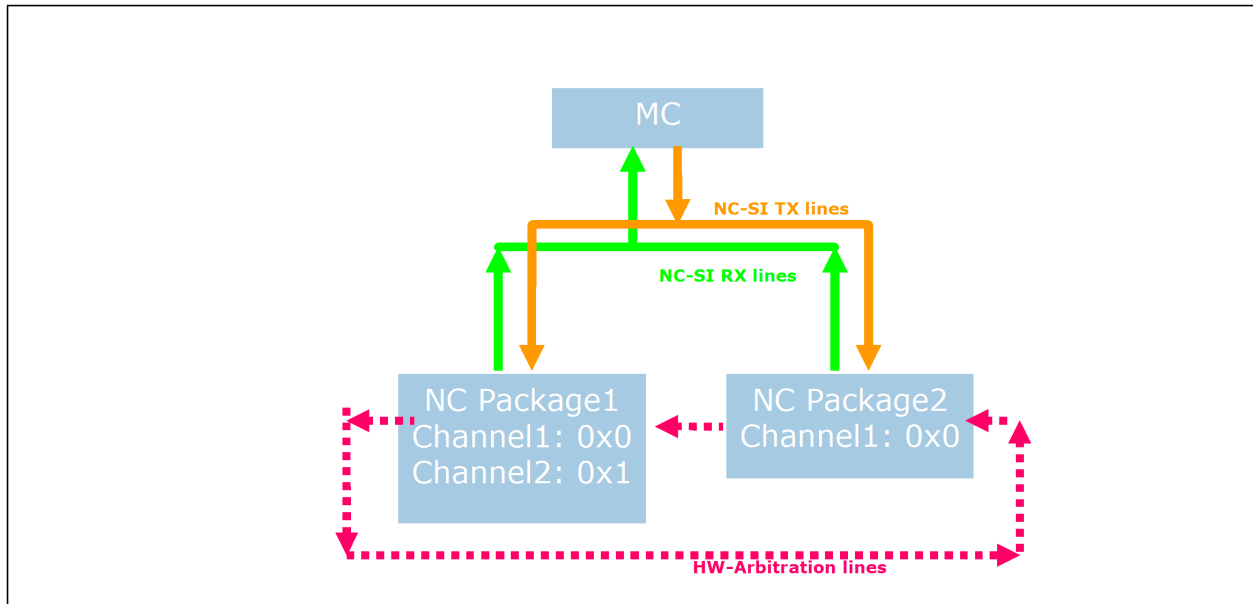 MC
NC-SI TX lines
NC-SI RX lines
NC Package1
Channel1: 0x0
Channel2: 0x1
NC Package2
Channel1: 0x0
HW-Arbitration lines